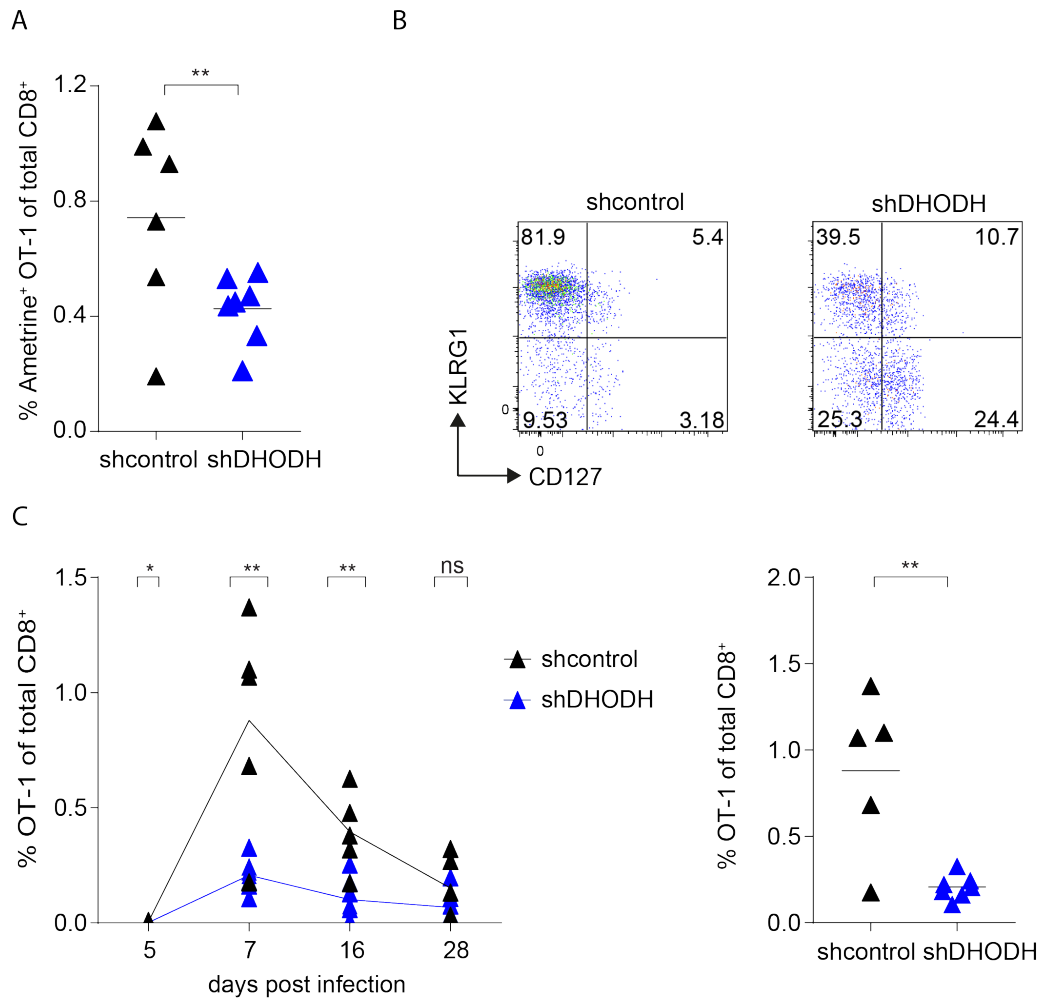 A
B
**
1.2
0.8
0.4
0.0
% Ametrine⁺ OT-1 of total CD8⁺
shcontrol shDHODH
shcontrol
shDHODH
81.9
5.4
39.5
10.7
9.53
3.18
25.3
24.4
KLRG1
0
0
CD127
C
*
**
**
ns
1.5
1.0
0.5
0.0
% OT-1 of total CD8⁺
5
7
16
28
days post infection
shcontrol
shDHODH
**
2.0
1.5
1.0
0.5
0.0
% OT-1 of total CD8⁺
shcontrol shDHODH